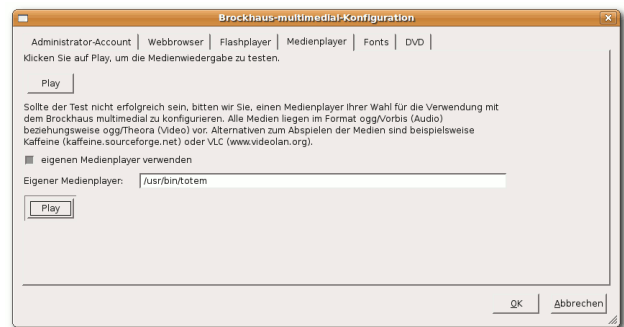 Brockhaus-multimedial-Konfiguration
Administrator-Account Webbrowser Flashplayer Medienplayer Fonts DVD
Klicken Sie auf Play, um die Medienwiedergabe zu testen.
Play
Sollte der Test nicht erfolgreich sein, bitten wir Sie, einen Medienplayer Ihrer Wahl für die Verwendung mit
dem Brockhaus multimedial zu konfigurieren. Alle Medien liegen im Format ogg/Vorbis (Audio)
beziehungsweise ogg/Theora (Video) vor. Alternativen zum Abspielen der Medien sind beispielsweise
Kaffeine (kaffeine.sourceforge.net) oder VLC (www.videolan.org).
eigenen Medienplayer verwenden
Eigener Medienplayer: /usr/bin/totem
Play
OK Abbrechen